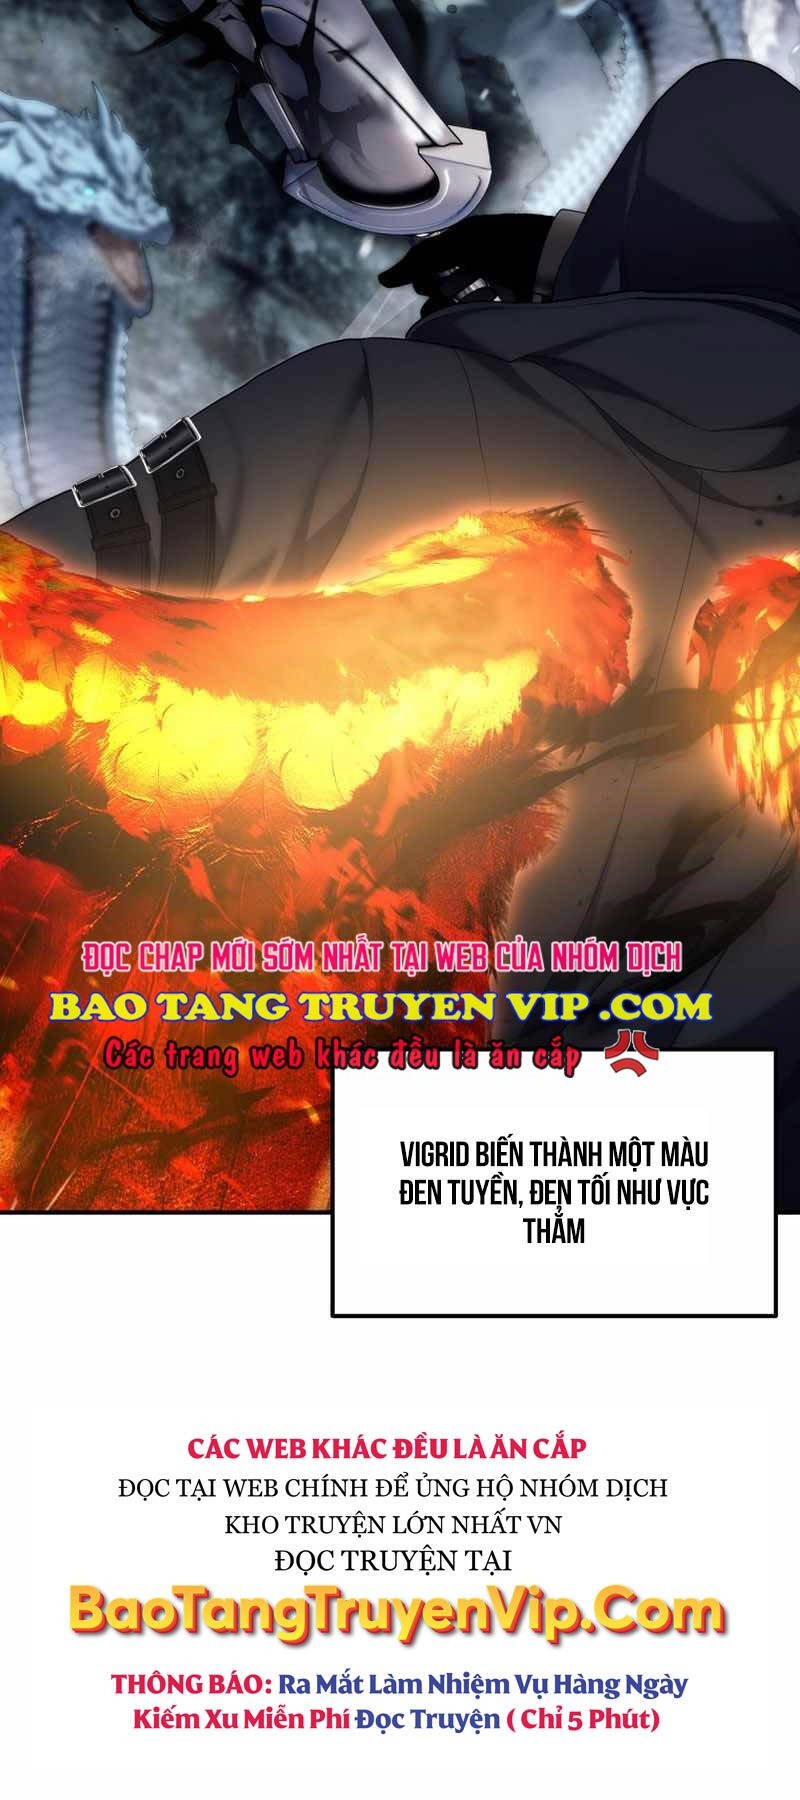 ĐỌC CHAP MỚI SỚM NHẤT TẠI WEB CỦA NHÓM DỊCH
BAO TANG TRUYEN VIP.COM
Các trang web khác đều là ăn cắp
VIGRID BIẾN THÀNH MỘT MÀU
ĐEN TUYỀN, ĐEN TỐI NHƯ VỰC
THẲM
CÁC WEB KHÁC ĐỀU LÀ ĂN CẮP
ĐỌC TẠI WEB CHÍNH ĐỂ ỦNG HỘ NHÓM DỊCH
KHO TRUYỆN LỚN NHẤT VN
ĐỌC TRUYỆN TẠI
BaoTangTruyenVip.Com
THÔNG BÁO: Ra Mắt Làm Nhiệm Vụ Hàng Ngày
Kiếm Xu Miễn Phí Đọc Truyện ( Chỉ 5 Phút)